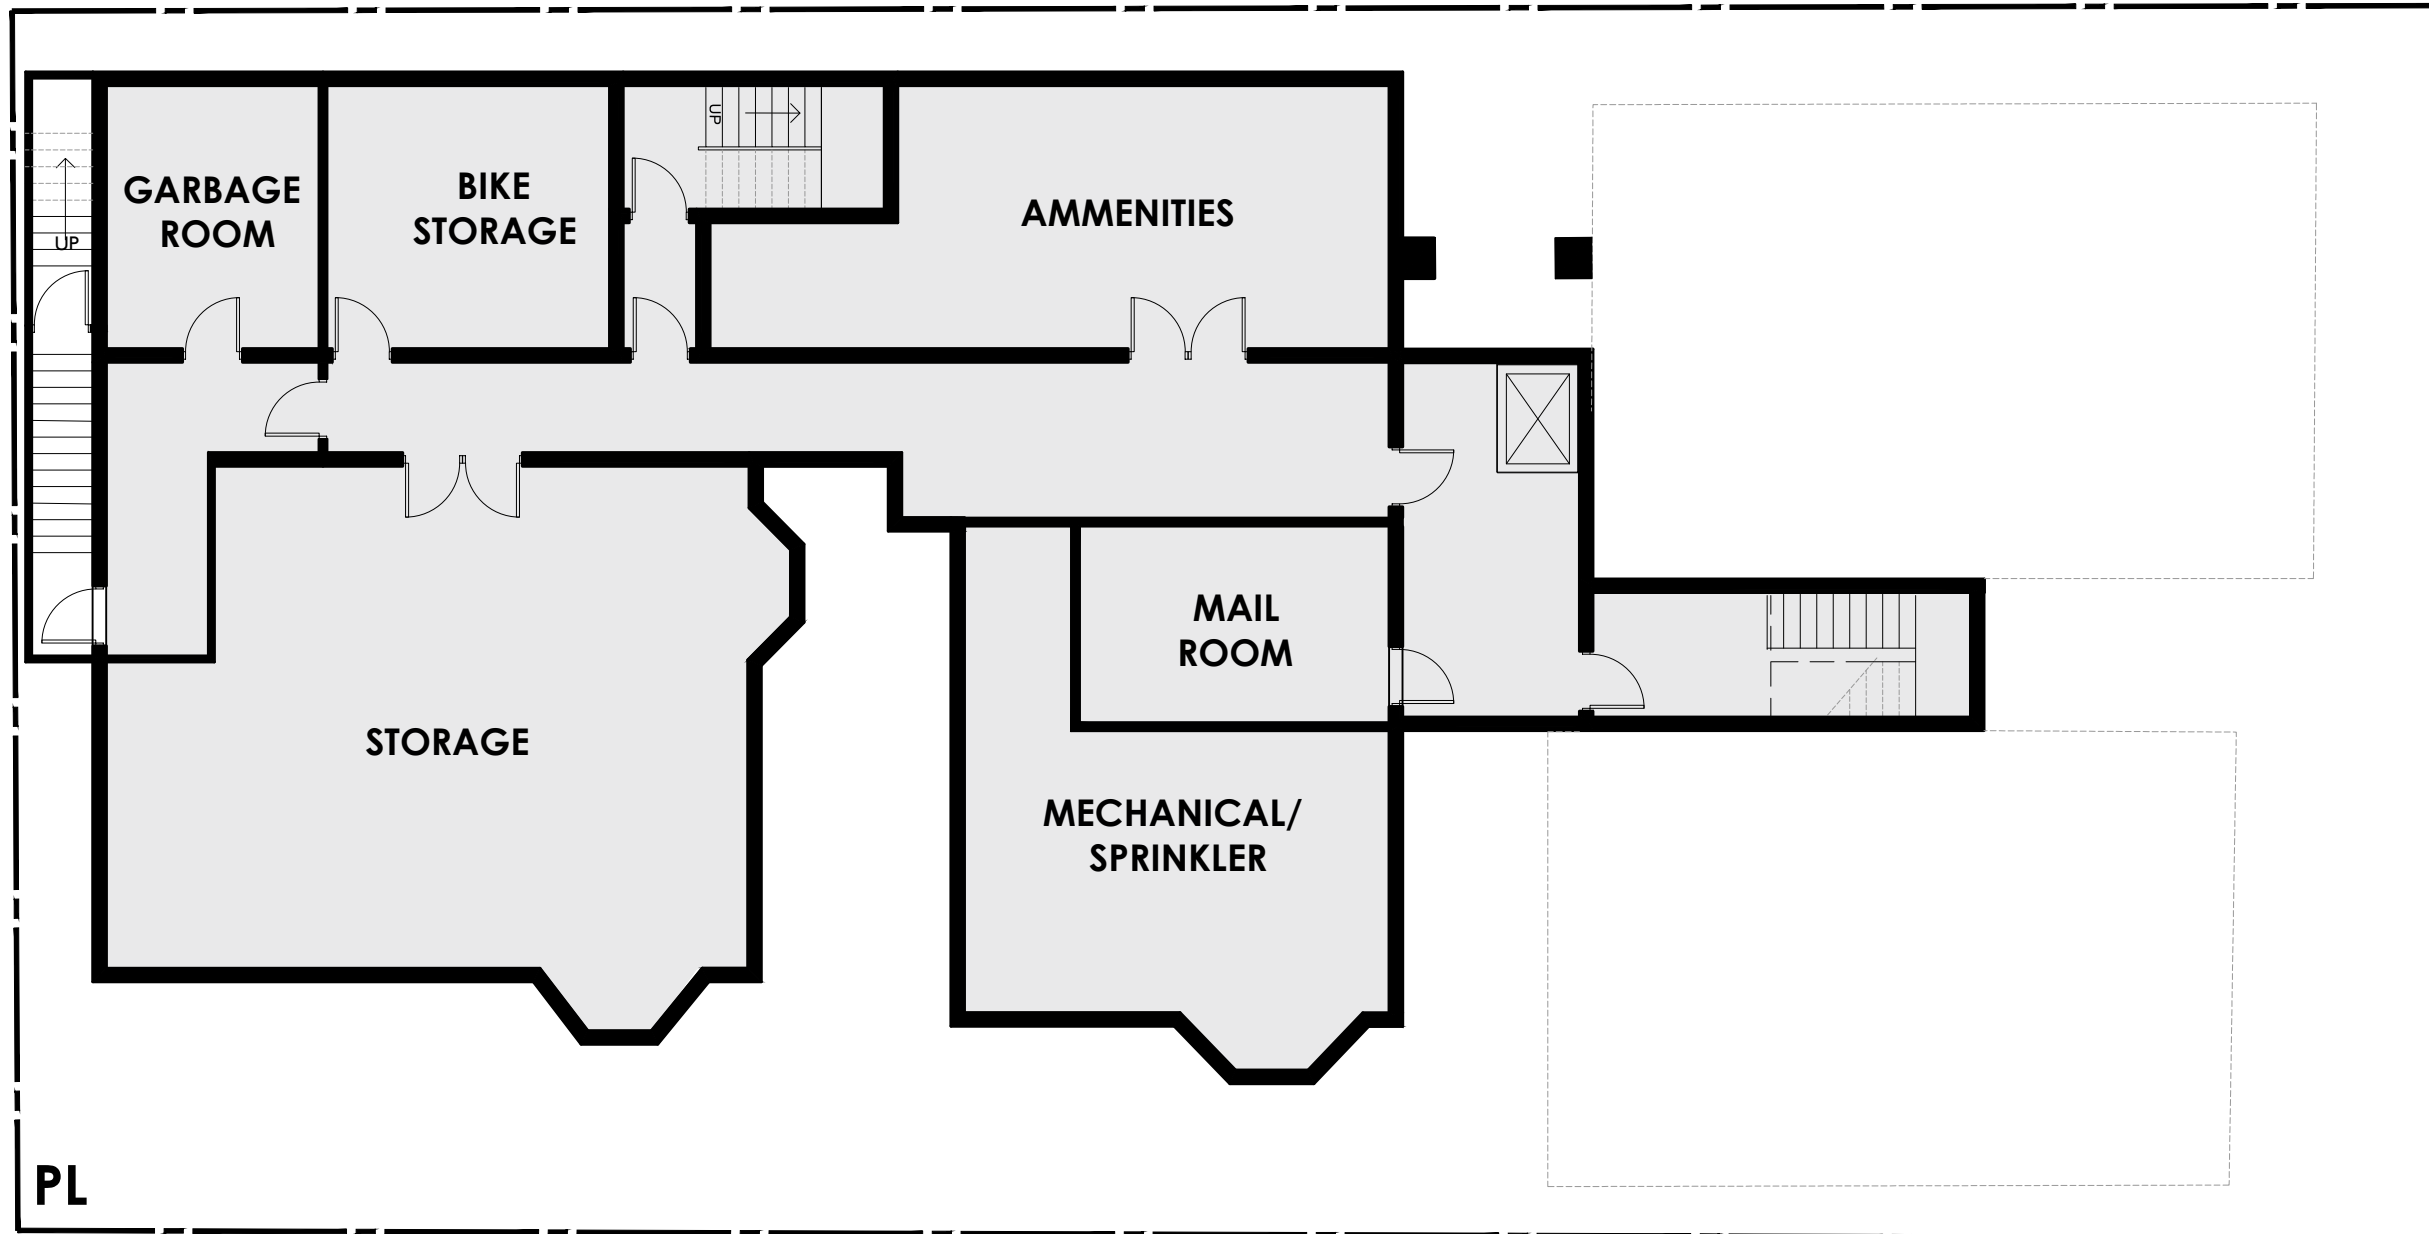 UP
GARBAGE
ROOM
UP
BIKE
STORAGE
AMMENITIES
MAIL
ROOM
STORAGE
MECHANICAL/
SPRINKLER
PL